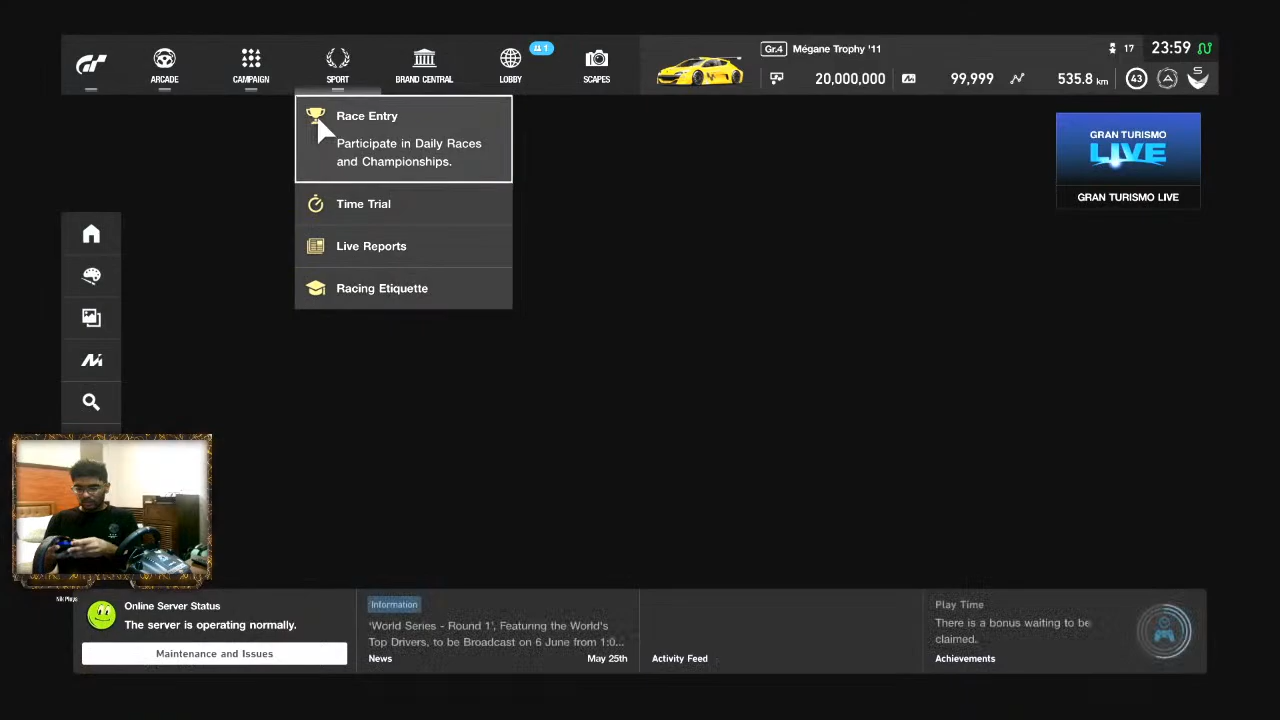 ARCADE
CAMPAIGN
SPORT
BRAND CENTRAL
1
LOBBY
SCAPES
Gr.4 Mégane Trophy '11
17 23:59
20,000,000 99,999 535.8 km 43 A S
Race Entry
Participate in Daily Races
and Championships.
Time Trial
Live Reports
Racing Etiquette
GRAN TURISMO
LIVE
GRAN TURISMO LIVE
Nik Plays
Online Server Status
The server is operating normally.
Maintenance and Issues
Information
'World Series - Round 1', Featuring the World's
Top Drivers, to be Broadcast on 6 June from 1:0...
News May 25th
Activity Feed
Play Time
There is a bonus waiting to be
claimed.
Achievements